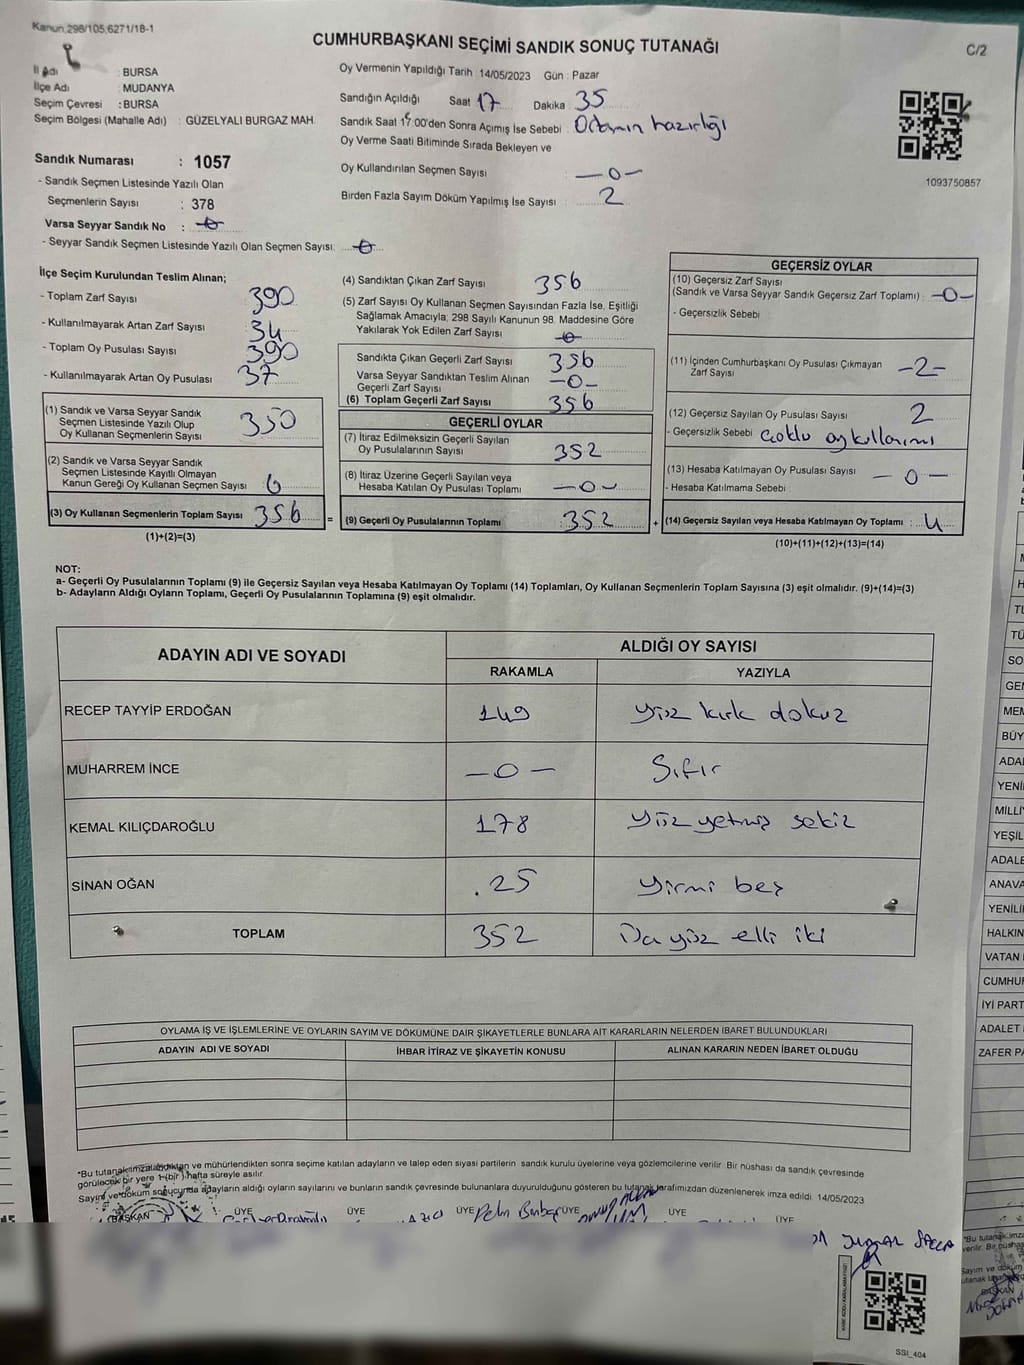 Kanun,298/105,6271/18-1
CUMHURBAŞKANI SEÇİMİ SANDIK SONUÇ TUTANAĞI
C/2
İl Adı : BURSA
İlçe Adı : MUDANYA
Seçim Çevresi : BURSA
Seçim Bölgesi (Mahalle Adı) : GÜZELYALI BURGAZ MAH.
Oy Vermenin Yapıldığı Tarih 14/05/2023 Gün : Pazar
Sandığın Açıldığı Saat 17 Dakika 35
Sandık Saat 17:00'den Sonra Açımış İse Sebebi : Ortamın hazırlığı
Oy Verme Saati Bitiminde Sırada Bekleyen ve
Oy Kullandırılan Seçmen Sayısı : -0-
Birden Fazla Sayım Döküm Yapılmış İse Sayısı : 2
1093750857
Sandık Numarası : 1057
- Sandık Seçmen Listesinde Yazılı Olan
Seçmenlerin Sayısı : 378
Varsa Seyyar Sandık No : 0
- Seyyar Sandık Seçmen Listesinde Yazılı Olan Seçmen Sayısı: 0
İlçe Seçim Kurulundan Teslim Alınan;
- Toplam Zarf Sayısı 390
- Kullanılmayarak Artan Zarf Sayısı 34
- Toplam Oy Pusulası Sayısı 390
- Kullanılmayarak Artan Oy Pusulası 37
(1) Sandık ve Varsa Seyyar Sandık
Seçmen Listesinde Yazılı Olup
Oy Kullanan Seçmenlerin Sayısı 350
(2) Sandık ve Varsa Seyyar Sandık
Seçmen Listesinde Kayıtlı Olmayan
Kanun Gereği Oy Kullanan Seçmen Sayısı 6
(3) Oy Kullanan Seçmenlerin Toplam Sayısı 356 =
(1)+(2)=(3)
(4) Sandıktan Çıkan Zarf Sayısı 356
(5) Zarf Sayısı Oy Kullanan Seçmen Sayısından Fazla İse, Eşitliği
Sağlamak Amacıyla; 298 Sayılı Kanunun 98. Maddesine Göre
Yakılarak Yok Edilen Zarf Sayısı 0
Sandıkta Çıkan Geçerli Zarf Sayısı 356
Varsa Seyyar Sandıktan Teslim Alınan
Geçerli Zarf Sayısı -0-
(6) Toplam Geçerli Zarf Sayısı 356
GEÇERLİ OYLAR
(7) İtiraz Edilmeksizin Geçerli Sayılan
Oy Pusulalarının Sayısı 352
(8) İtiraz Üzerine Geçerli Sayılan veya
Hesaba Katılan Oy Pusulası Toplamı -0-
(9) Geçerli Oy Pusulalarının Toplamı : 352 +
GEÇERSİZ OYLAR
(10) Geçersiz Zarf Sayısı
(Sandık ve Varsa Seyyar Sandık Geçersiz Zarf Toplamı) : -0-
- Geçersizlik Sebebi
(11) İçinden Cumhurbaşkanı Oy Pusulası Çıkmayan
Zarf Sayısı -2-
(12) Geçersiz Sayılan Oy Pusulası Sayısı 2
- Geçersizlik Sebebi çoklu oy kullanımı
(13) Hesaba Katılmayan Oy Pusulası Sayısı -0-
- Hesaba Katılmama Sebebi
(14) Geçersiz Sayılan veya Hesaba Katılmayan Oy Toplamı : 4
(10)+(11)+(12)+(13)=(14)
NOT:
a- Geçerli Oy Pusulalarının Toplamı (9) ile Geçersiz Sayılan veya Hesaba Katılmayan Oy Toplamı (14) Toplamları, Oy Kullanan Seçmenlerin Toplam Sayısına (3) eşit olmalıdır. (9)+(14)=(3)
b- Adayların Aldığı Oyların Toplamı, Geçerli Oy Pusulalarının Toplamına (9) eşit olmalıdır.
ADAYIN ADI VE SOYADI ALDIĞI OY SAYISI
RAKAMLA YAZIYLA
RECEP TAYYİP ERDOĞAN 149 yüz kırk dokuz
MUHARREM İNCE -0- Sıfır
KEMAL KILIÇDAROĞLU 178 Yüz yetmiş sekiz
SİNAN OĞAN .25 yirmi beş
TOPLAM 352 yüz elli iki
OYLAMA İŞ VE İŞLEMLERİNE VE OYLARIN SAYIM VE DÖKÜMÜNE DAİR ŞİKAYETLERLE BUNLARA AİT KARARLARIN NELERDEN İBARET BULUNDUKLARI
ADAYIN ADI VE SOYADI İHBAR İTİRAZ VE ŞİKAYETİN KONUSU ALINAN KARARIN NEDEN İBARET OLDUĞU
*Bu tutanak imzalandıktan ve mühürlendikten sonra seçime katılan adayların ve talep eden siyasi partilerin sandık kurulu üyelerine veya gözlemcilerine verilir. Bir nüshası da sandık çevresinde
görülecek bir yere 1 (bir) hafta süreyle asılır.
Sayım ve döküm sonucunda adayların aldığı oyların sayılarını ve bunların sandık çevresinde bulunanlara duyurulduğunu gösteren bu tutanak tarafımızdan düzenlenerek imza edildi. 14/05/2023
BAŞKAN ÜYE ÜYE ÜYE ÜYE ÜYE ÜYE
SSI_404
SO
GEN
MEM
BÜY
ADAL
YENİ
MİLLİ
YEŞİL
ADALE
ANAVA
YENİLİ
HALKIN
VATAN
CUMHUR
İYİ PART
ADALET
ZAFER PA